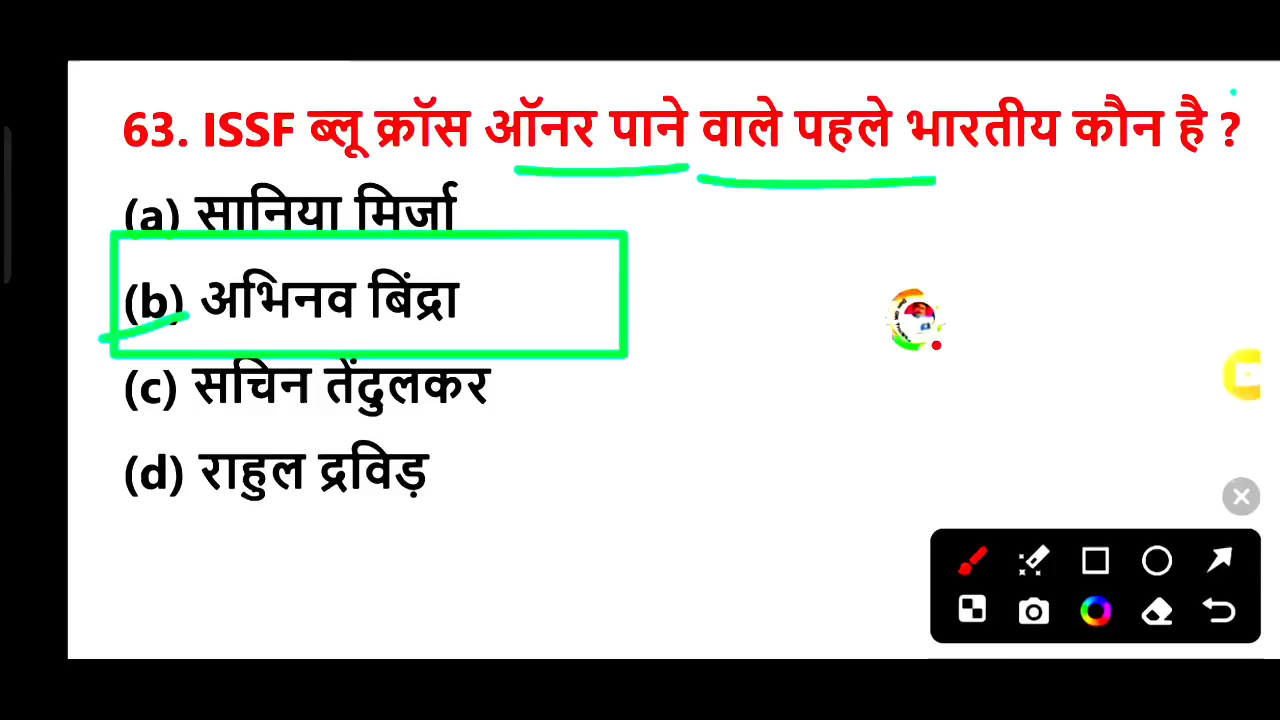 63. ISSF ब्लू क्रॉस ऑनर पाने वाले पहले भारतीय कौन है ?
(a) सानिया मिर्जा
(b) अभिनव बिंद्रा
(c) सचिन तेंदुलकर
(d) राहुल द्रविड़